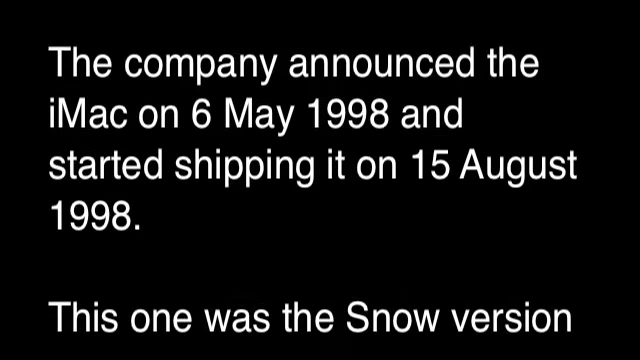 The company announced the
iMac on 6 May 1998 and
started shipping it on 15 August
1998.
This one was the Snow version